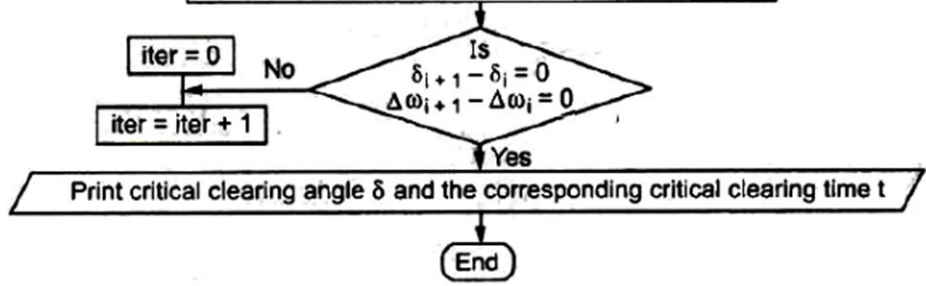 iter = 0
No
Is
δᵢ₊₁ − δᵢ = 0
Δωᵢ₊₁ − Δωᵢ = 0
iter = iter + 1
Yes
Print critical clearing angle δ and the corresponding critical clearing time t
End